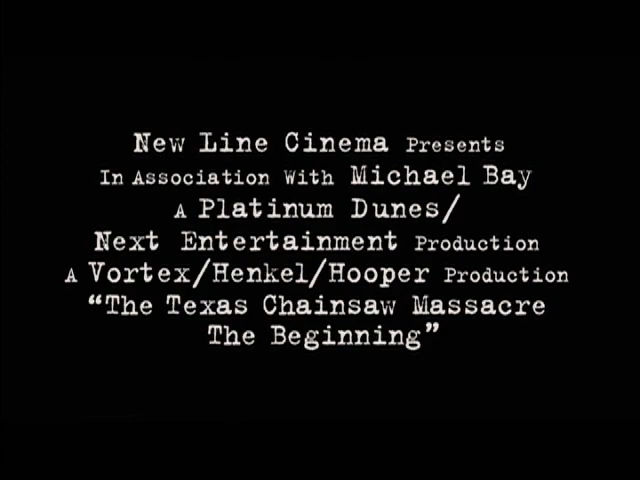 New Line Cinema Presents
In Association With Michael Bay
A Platinum Dunes/
Next Entertainment Production
A Vortex/Henkel/Hooper Production
“The Texas Chainsaw Massacre
The Beginning”